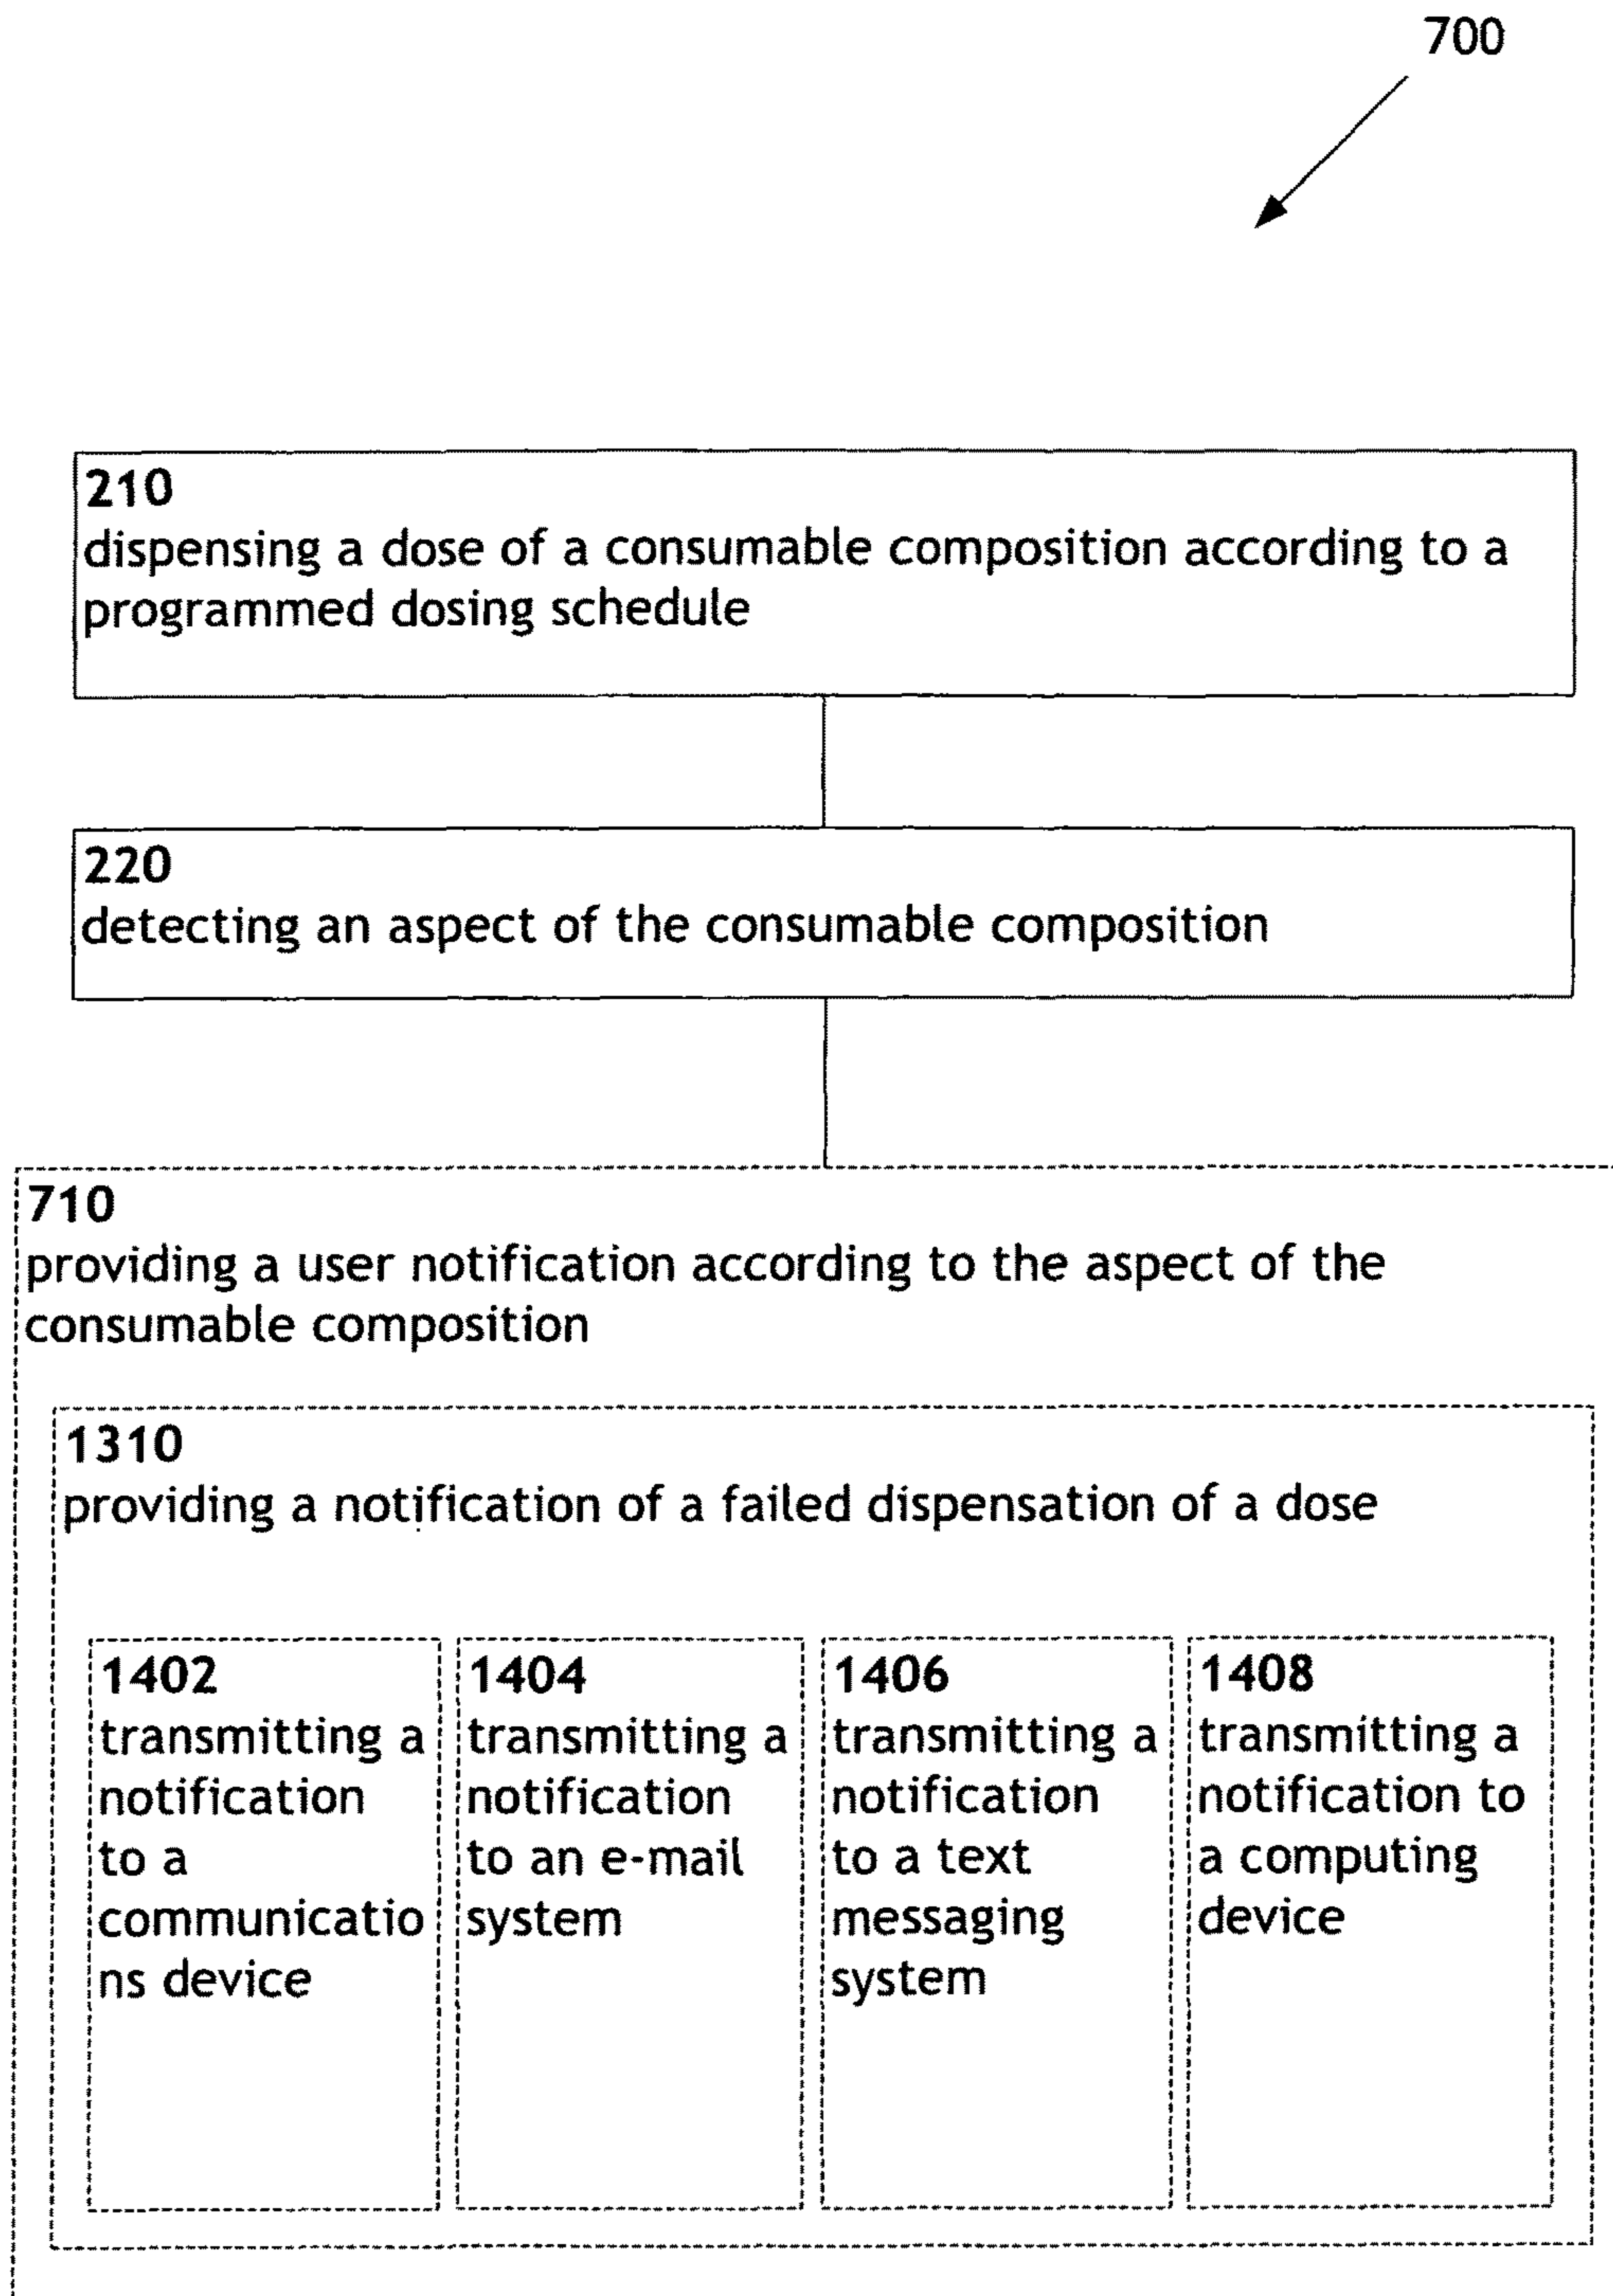 700
210
dispensing a dose of a consumable composition according to a
programmed dosing schedule
220
detecting an aspect of the consumable composition
710
providing a user notification according to the aspect of the
consumable composition
1310
providing a notification of a failed dispensation of a dose
1402
transmitting a
notification
to a
communicatio
ns device
1404
transmitting a
notification
to an e-mail
system
1406
transmitting a
notification
to a text
messaging
system
1408
transmitting a
notification to
a computing
device